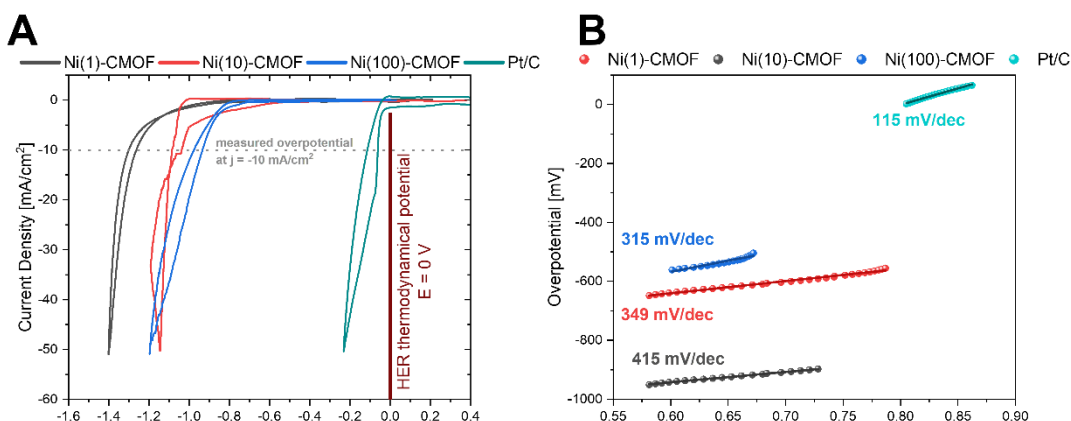 A
Ni(1)-CMOF Ni(10)-CMOF Ni(100)-CMOF Pt/C
Current Density [mA/cm²]
0
-10
-20
-30
-40
-50
-60
measured overpotential
at j = -10 mA/cm²
HER thermodynamical potential
E = 0 V
-1.6 -1.4 -1.2 -1.0 -0.8 -0.6 -0.4 -0.2 0.0 0.2 0.4
B
Ni(1)-CMOF Ni(10)-CMOF Ni(100)-CMOF Pt/C
Overpotential [mV]
0
-200
-400
-600
-800
-1000
115 mV/dec
315 mV/dec
349 mV/dec
415 mV/dec
0.55 0.60 0.65 0.70 0.75 0.80 0.85 0.90